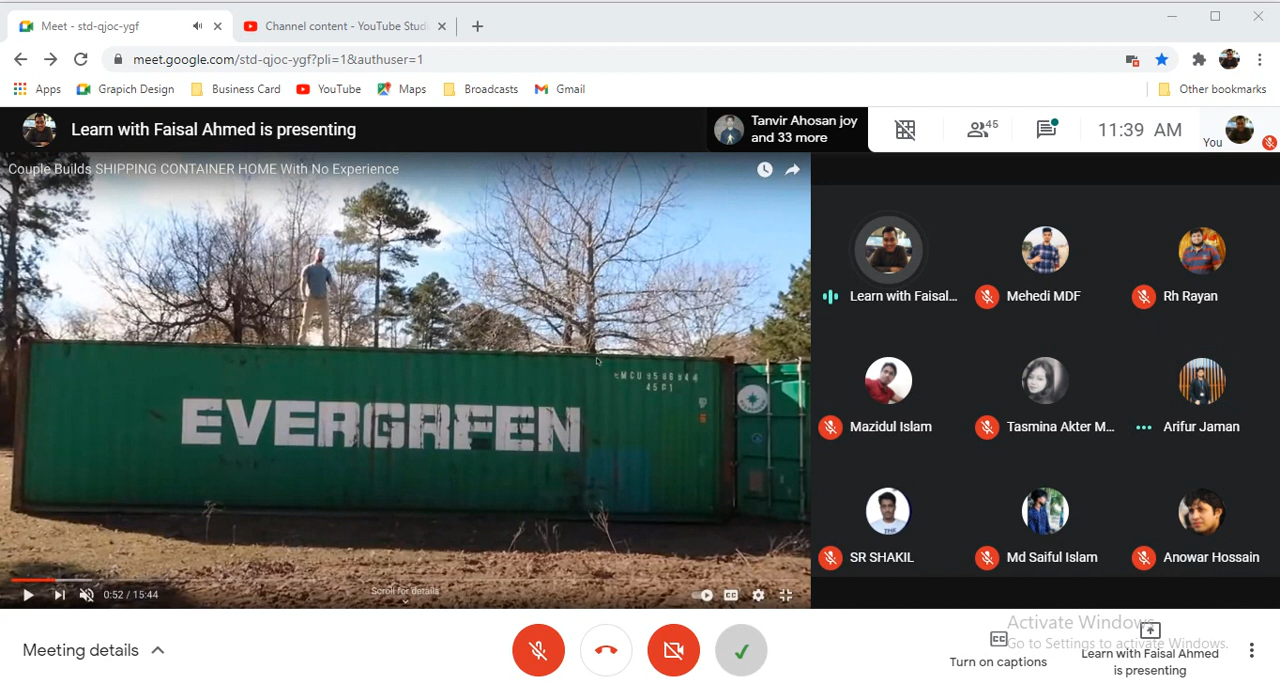 Meet - std-qjoc-ygf
Channel content - YouTube Studi
meet.google.com/std-qjoc-ygf?pli=1&authuser=1
Apps
Grapich Design
Business Card
YouTube
Maps
Broadcasts
Gmail
Other bookmarks
Learn with Faisal Ahmed is presenting
Tanvir Ahosan joy
and 33 more
45
11:39 AM
You
Couple Builds SHIPPING CONTAINER HOME With No Experience
EVERGREEN
45G1
0:52 / 15:44
Scroll for details
Learn with Faisal...
Mehedi MDF
Rh Rayan
Mazidul Islam
Tasmina Akter M...
Arifur Jaman
SR SHAKIL
THE
Md Saiful Islam
Anowar Hossain
Meeting details
Turn on captions
Learn with Faisal Ahmed
is presenting
Activate Windows
Go to Settings to activate Windows.